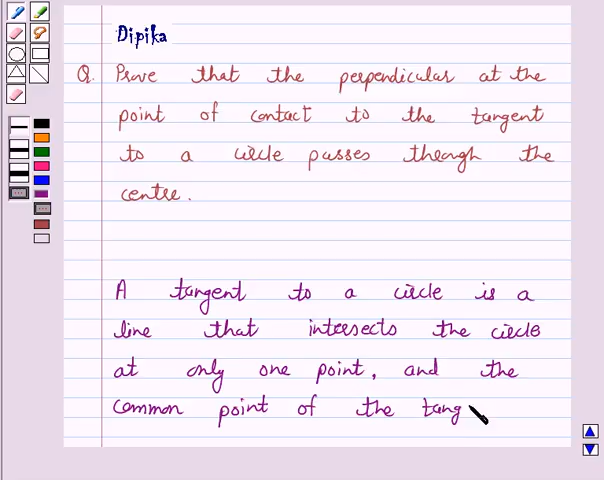 Dipika
Q. Prove that the perpendicular at the
point of contact to the tangent
to a circle passes through the
centre.
A tangent to a circle is a
line that intersects the circle
at only one point, and the
common point of the tang